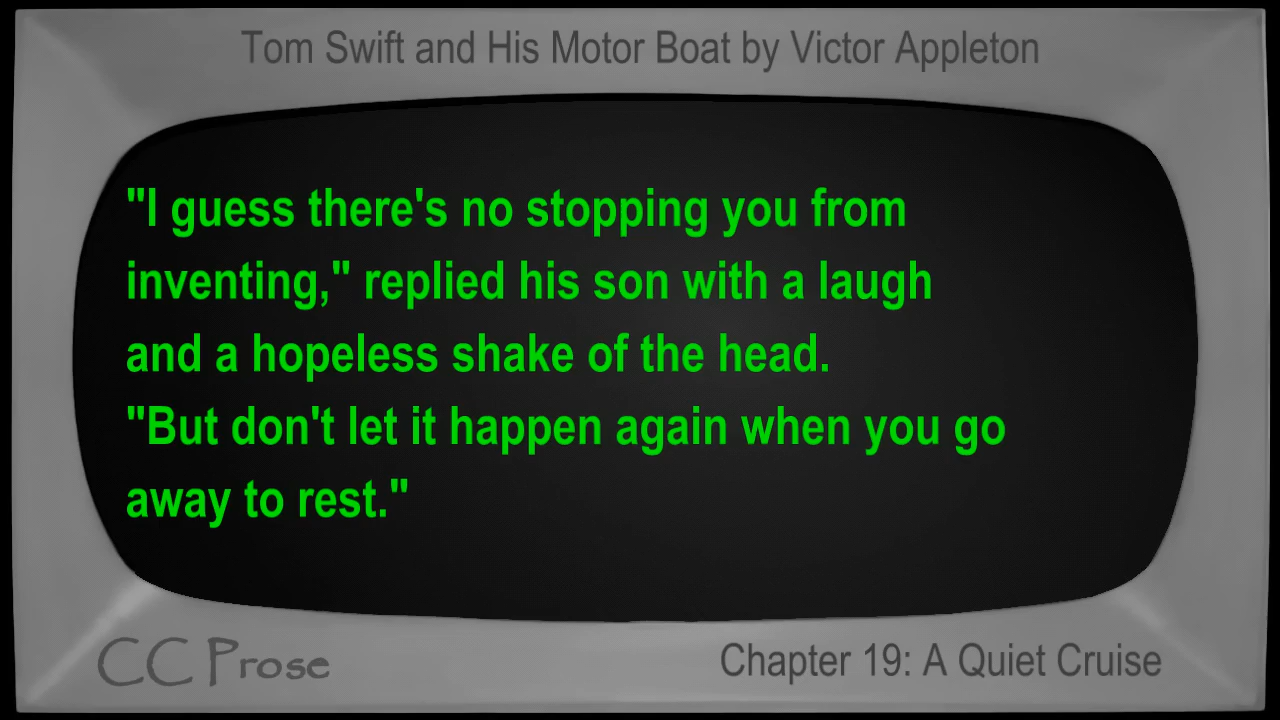 Tom Swift and His Motor Boat by Victor Appleton
"I guess there's no stopping you from
inventing," replied his son with a laugh
and a hopeless shake of the head.
"But don't let it happen again when you go
away to rest."
CC Prose
Chapter 19: A Quiet Cruise